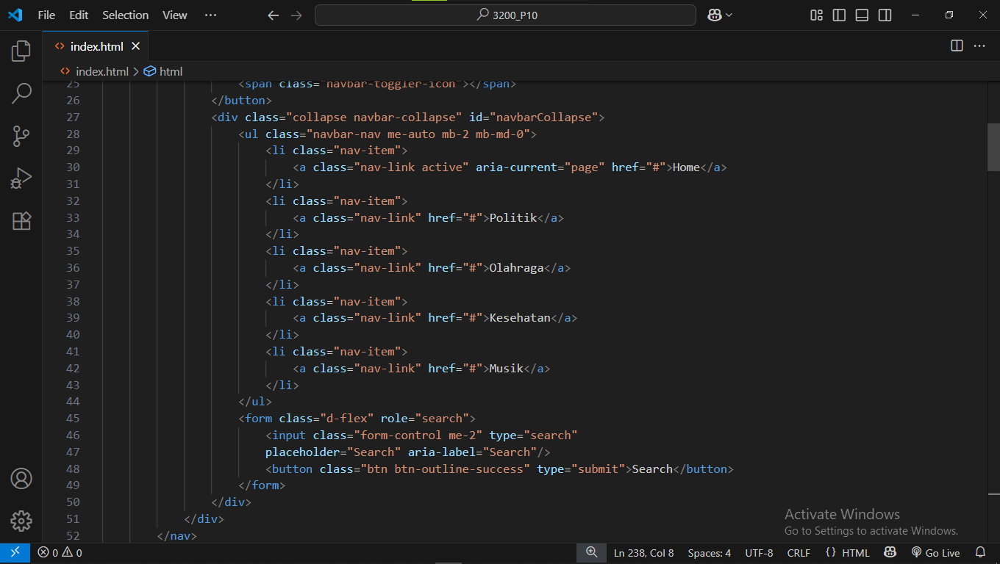 File Edit Selection View ··· 3200_P10
index.html
index.html > html
25 <span class="navbar-toggler-icon"></span>
26 </button>
27 <div class="collapse navbar-collapse" id="navbarCollapse">
28 <ul class="navbar-nav me-auto mb-2 mb-md-0">
29 <li class="nav-item">
30 <a class="nav-link active" aria-current="page" href="#">Home</a>
31 </li>
32 <li class="nav-item">
33 <a class="nav-link" href="#">Politik</a>
34 </li>
35 <li class="nav-item">
36 <a class="nav-link" href="#">Olahraga</a>
37 </li>
38 <li class="nav-item">
39 <a class="nav-link" href="#">Kesehatan</a>
40 </li>
41 <li class="nav-item">
42 <a class="nav-link" href="#">Musik</a>
43 </li>
44 </ul>
45 <form class="d-flex" role="search">
46 <input class="form-control me-2" type="search"
47 placeholder="Search" aria-label="Search"/>
48 <button class="btn btn-outline-success" type="submit">Search</button>
49 </form>
50 </div>
51 </div>
52 </nav>
Activate Windows
Go to Settings to activate Windows.
0 0 Ln 238, Col 8 Spaces: 4 UTF-8 CRLF {} HTML Go Live